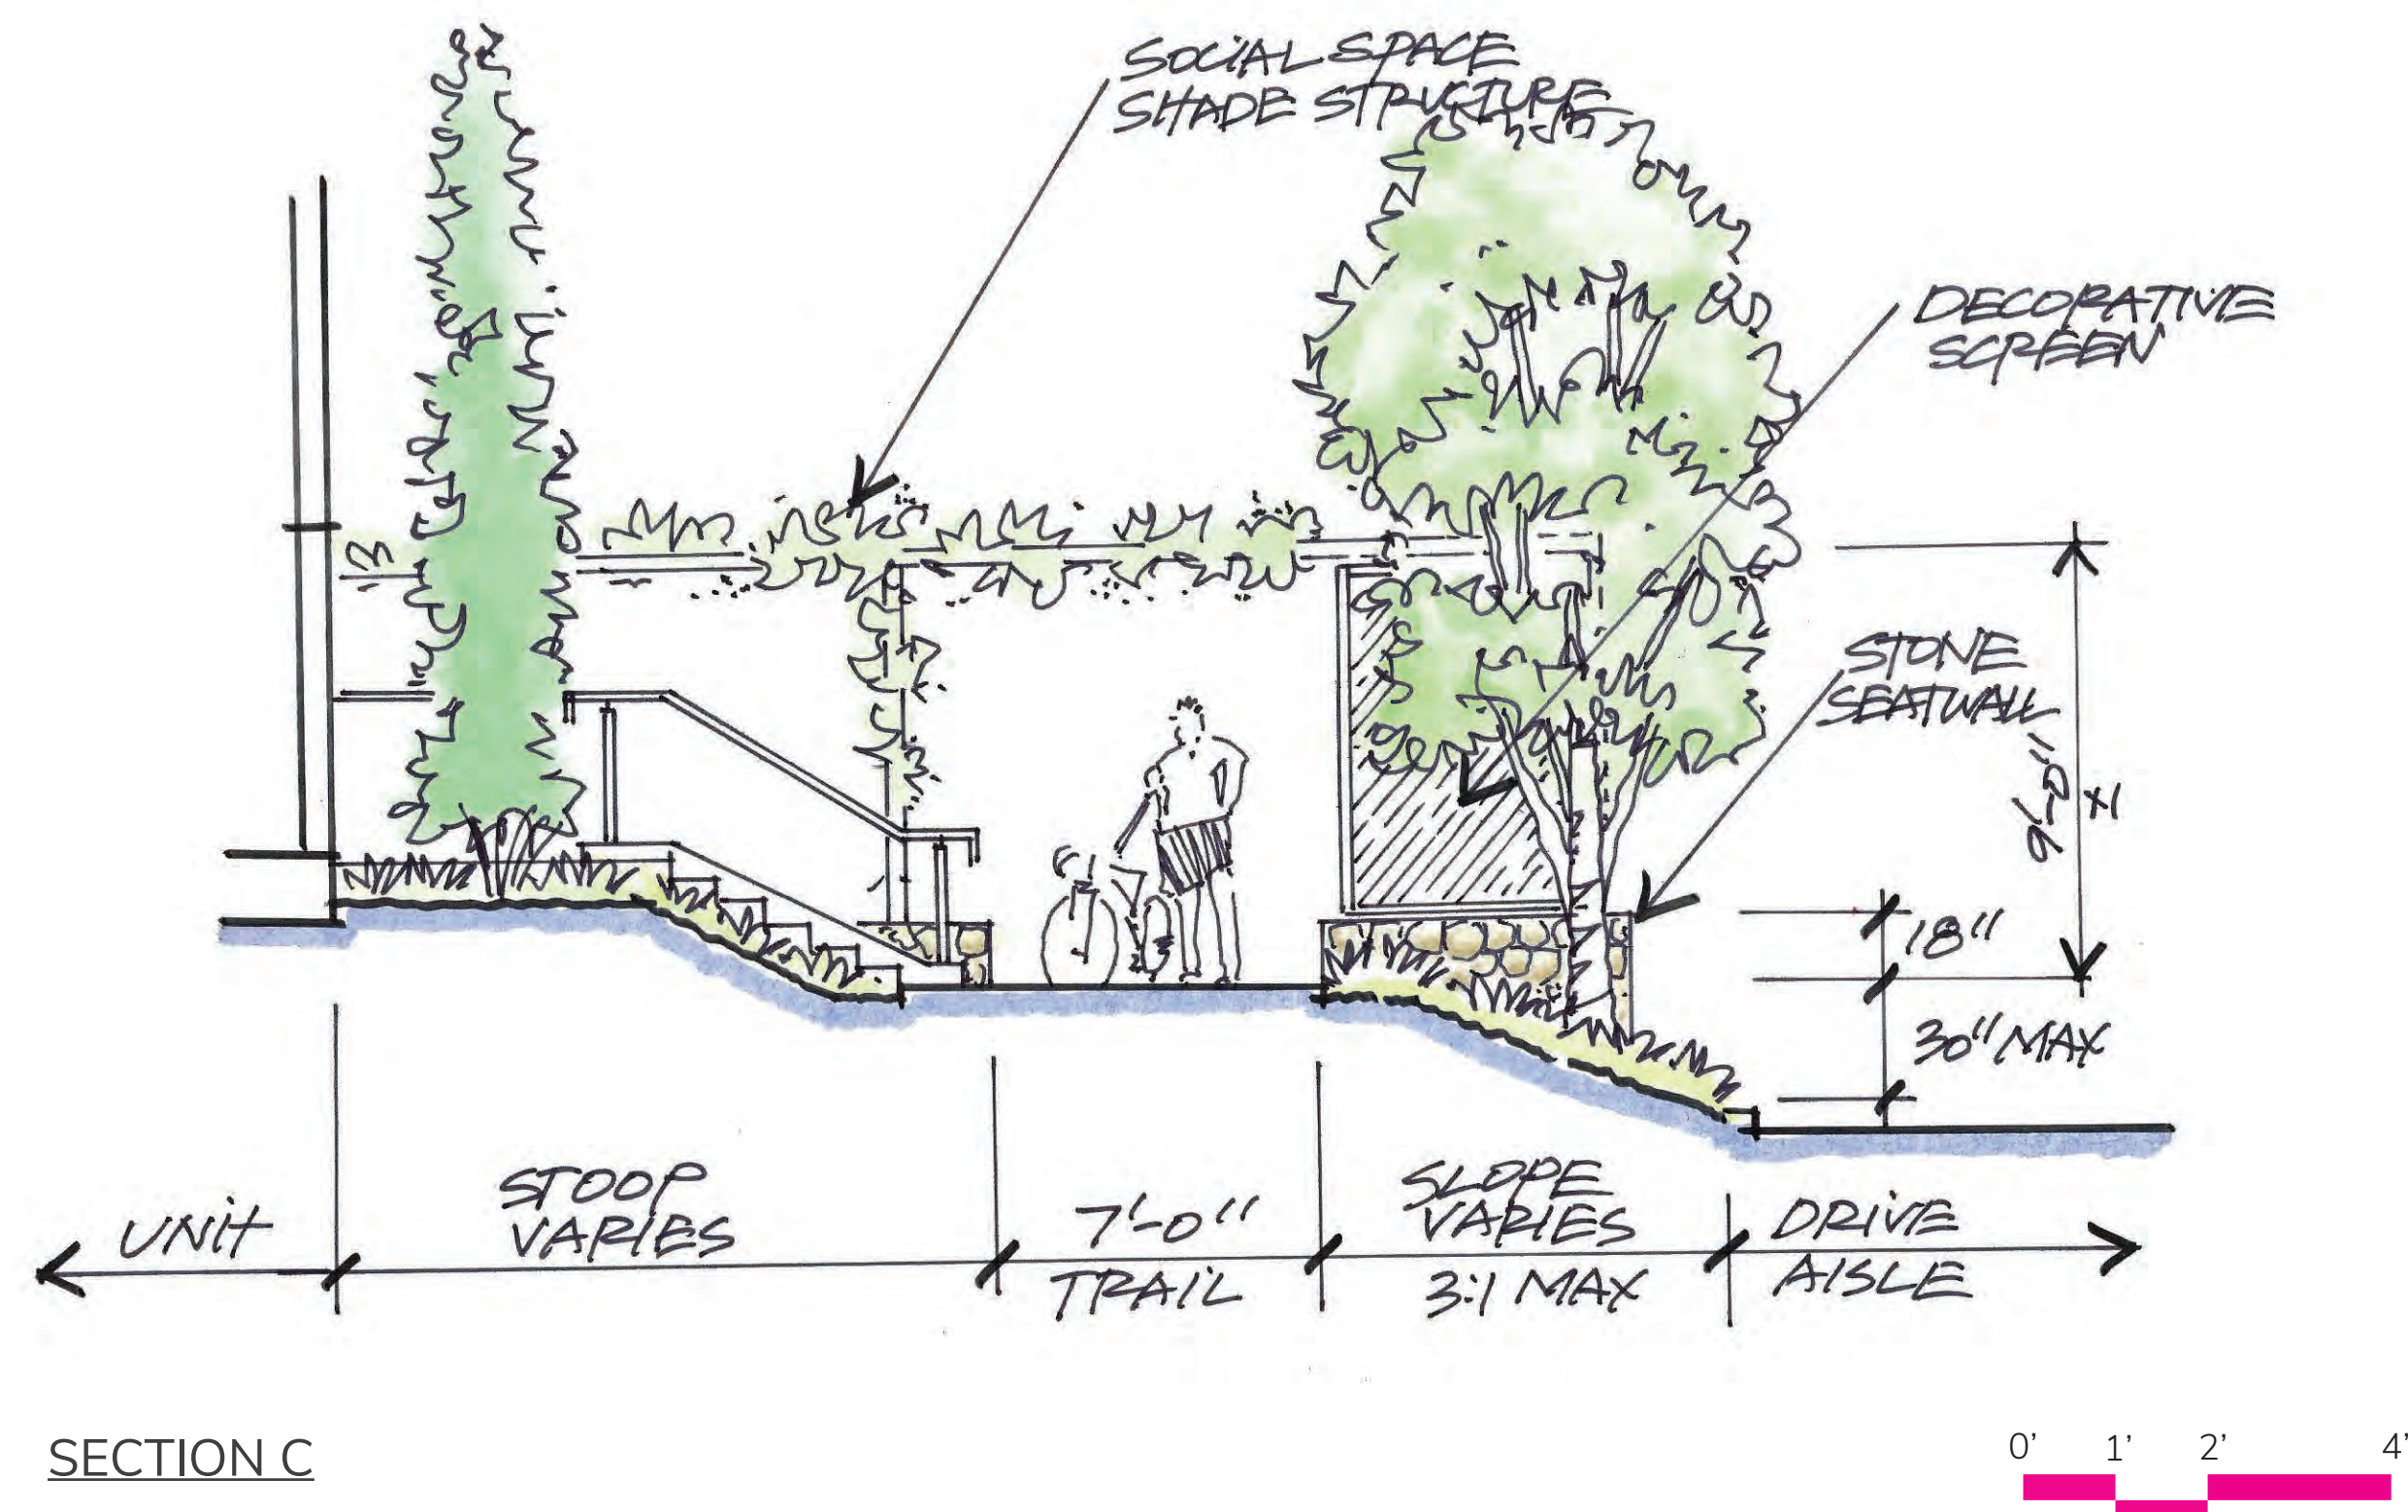 SOCIAL SPACE
SHADE STRUCTURE
DECORATIVE
SCREEN
STONE
SEATWALL
9'-0"
±
18"
30" MAX
UNIT
STOOP
VARIES
7'-0"
TRAIL
SLOPE
VARIES
3:1 MAX
DRIVE
AISLE
SECTION C
0' 1' 2' 4'